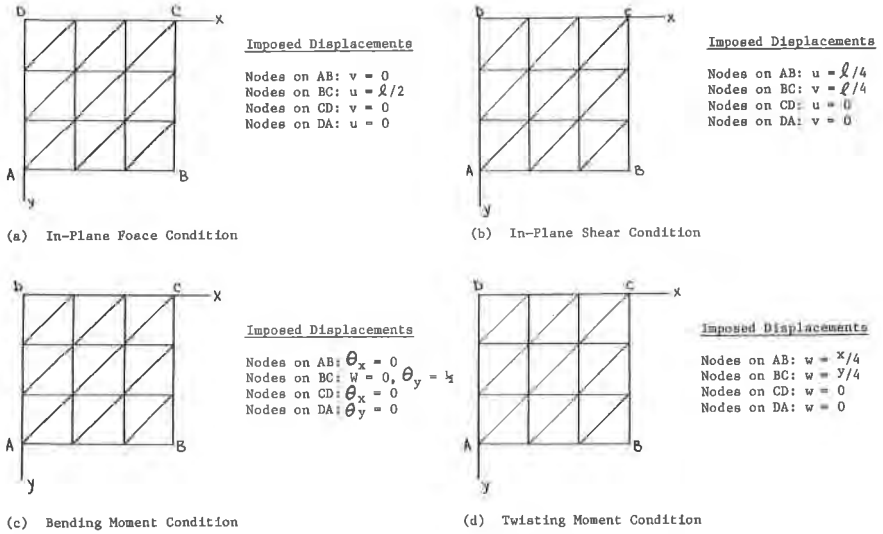 D C x
A B
y
Imposed Displacements
Nodes on AB: v = 0
Nodes on BC: u = ℓ/2
Nodes on CD: v = 0
Nodes on DA: u = 0
(a) In-Plane Foace Condition
D C x
A B
y
Imposed Displacements
Nodes on AB: u = ℓ/4
Nodes on BC: v = ℓ/4
Nodes on CD: u = 0
Nodes on DA: v = 0
(b) In-Plane Shear Condition
D C x
A B
y
Imposed Displacements
Nodes on AB: θx = 0
Nodes on BC: W = 0, θy = ½
Nodes on CD: θx = 0
Nodes on DA: θy = 0
(c) Bending Moment Condition
D C x
A B
y
Imposed Displacements
Nodes on AB: w = x/4
Nodes on BC: w = y/4
Nodes on CD: w = 0
Nodes on DA: w = 0
(d) Twisting Moment Condition